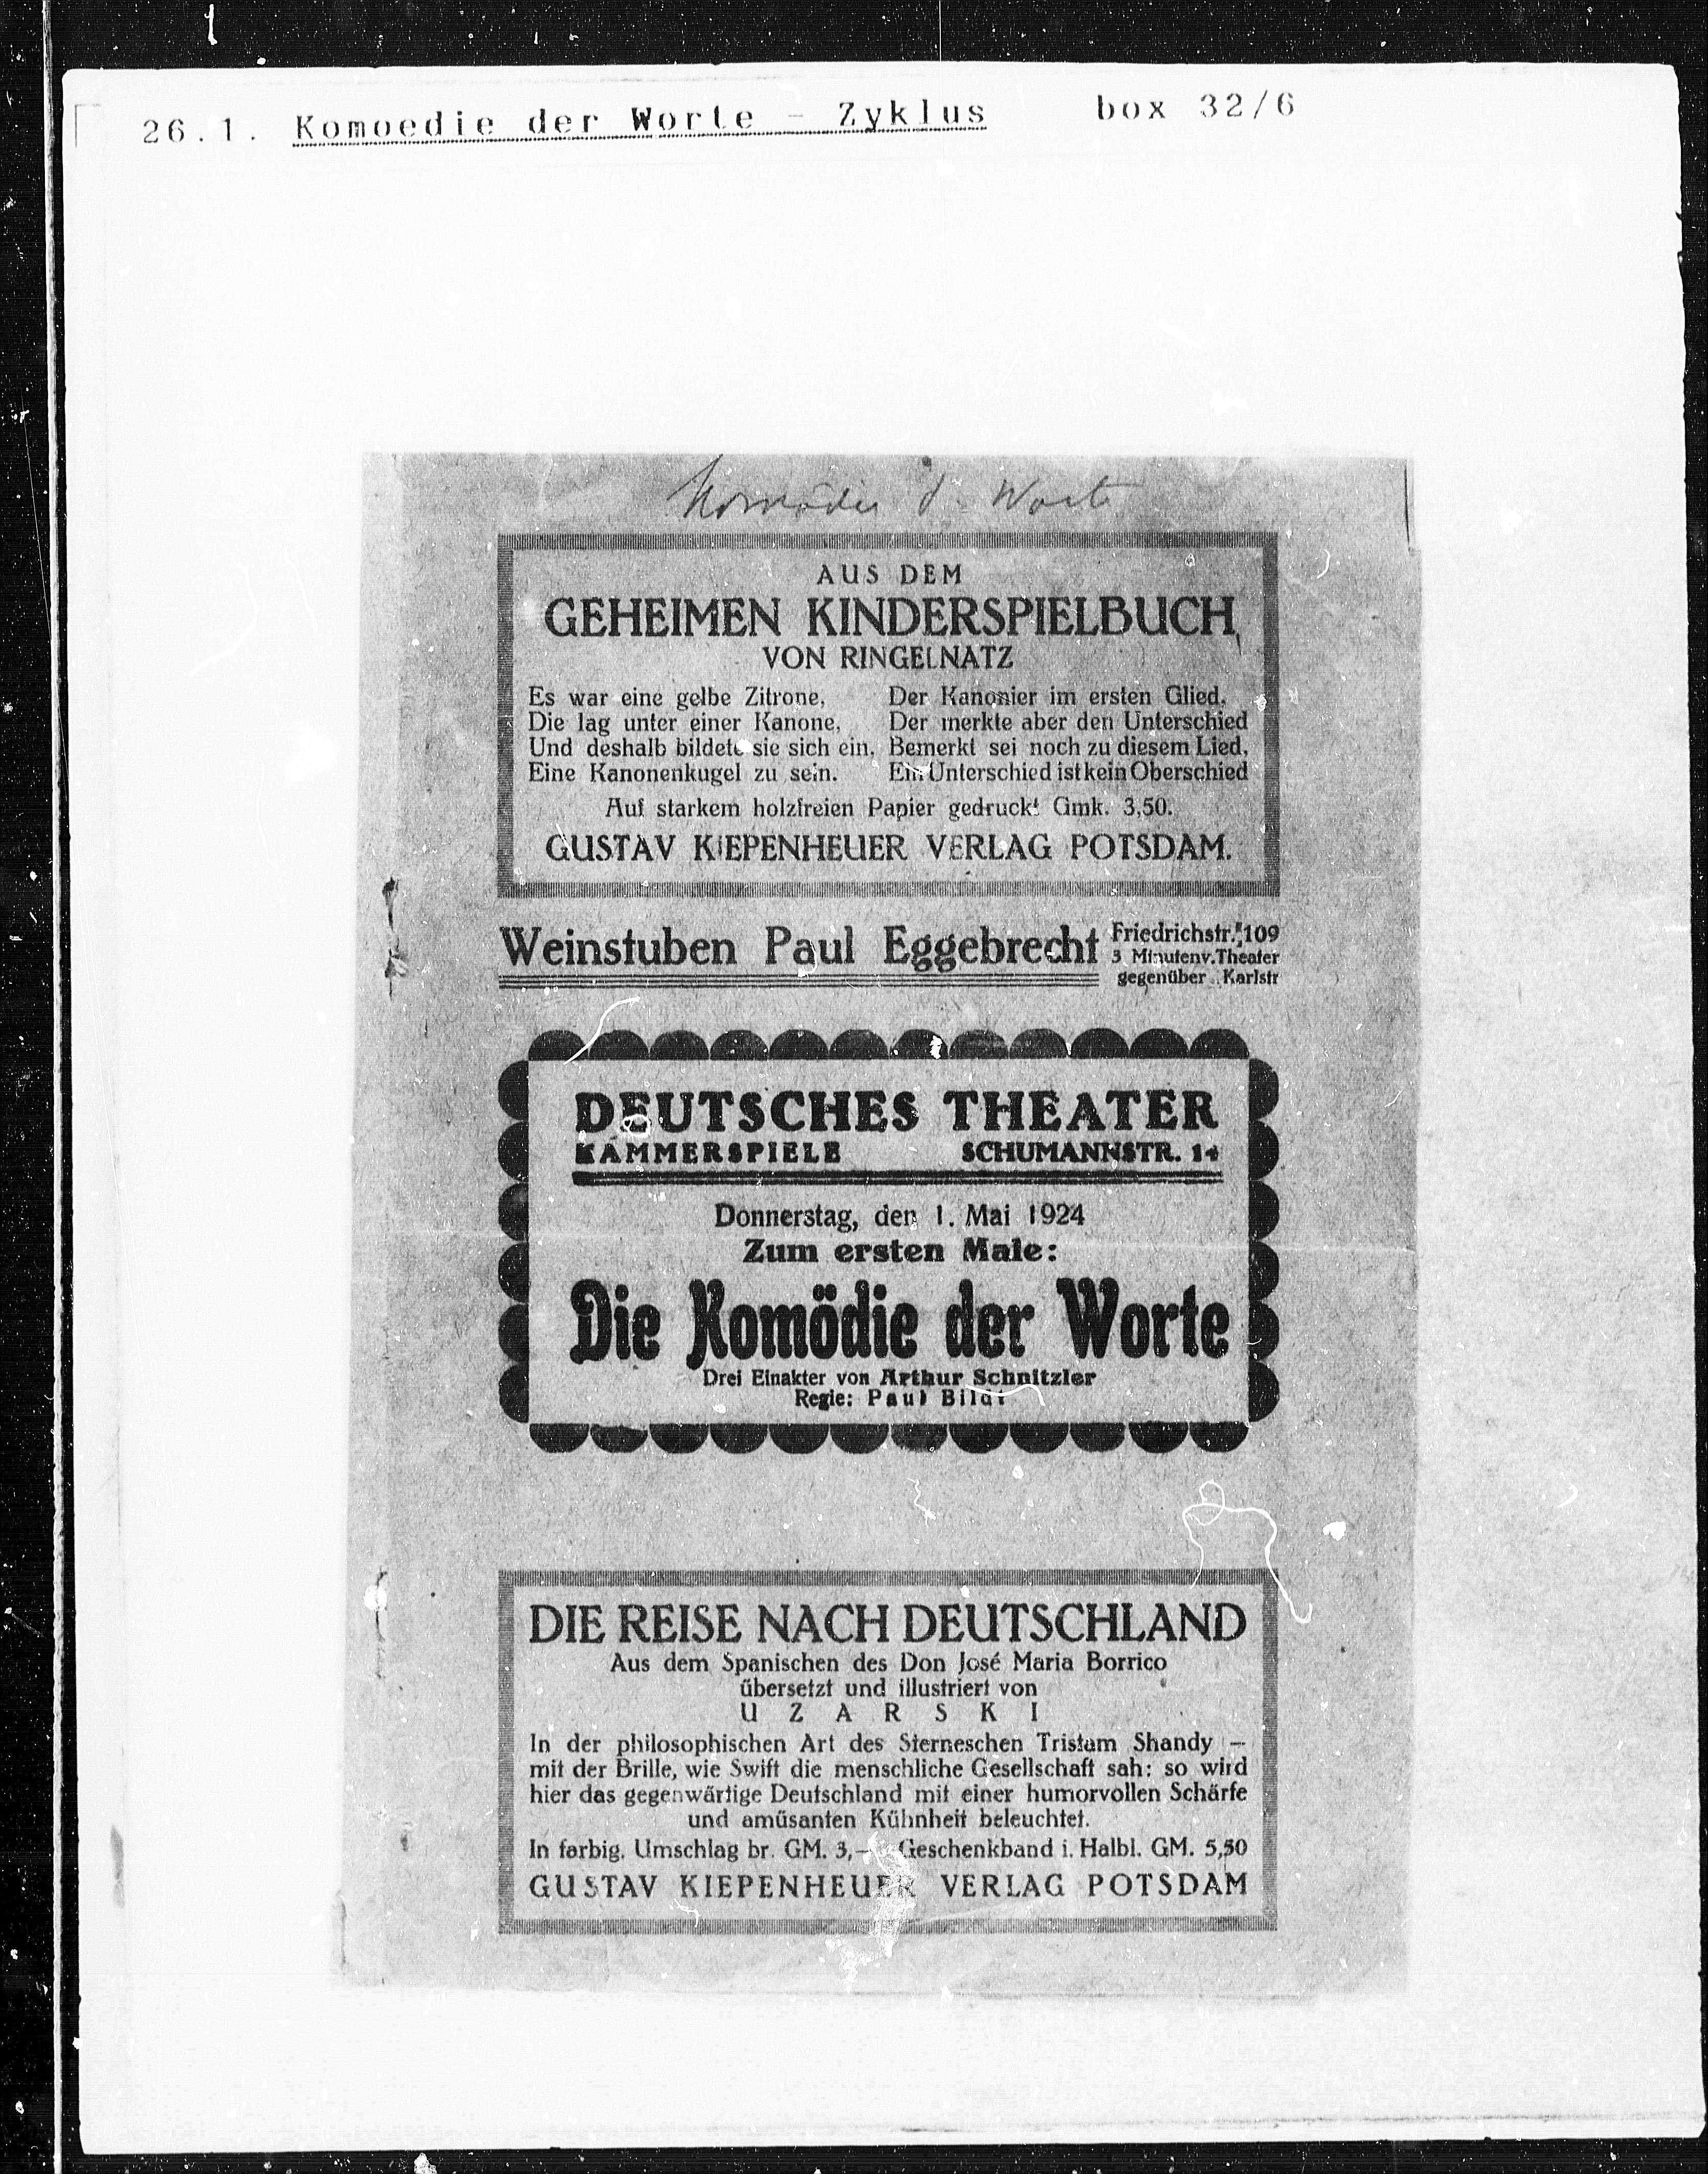 26.1. Komoedie der Worte - Zyklus box 32/6
Komödie d. Worte
AUS DEM
GEHEIMEN KINDERSPIELBUCH
VON RINGELNATZ
Es war eine gelbe Zitrone,
Die lag unter einer Kanone,
Und deshalb bildete sie sich ein,
Eine Kanonenkugel zu sein.
Der Kanonier im ersten Glied,
Der merkte aber den Unterschied
Bemerkt sei noch zu diesem Lied,
Ein Unterschied ist kein Oberschied
Auf starkem holzfreien Papier gedruckt Gmk. 3,50.
GUSTAV KIEPENHEUER VERLAG POTSDAM.
Weinstuben Paul Eggebrecht
Friedrichstr. 109
3 Minuten v. Theater
gegenüber Karlstr
DEUTSCHES THEATER
KAMMERSPIELE SCHUMANNSTR. 14
Donnerstag, den 1. Mai 1924
Zum ersten Male:
Die Komödie der Worte
Drei Einakter von Arthur Schnitzler
Regie: Paul Bildt
DIE REISE NACH DEUTSCHLAND
Aus dem Spanischen des Don José Maria Borrico
übersetzt und illustriert von
UZARSKI
In der philosophischen Art des Sterneschen Tristam Shandy –
mit der Brille, wie Swift die menschliche Gesellschaft sah: so wird
hier das gegenwärtige Deutschland mit einer humorvollen Schärfe
und amüsanten Kühnheit beleuchtet.
In farbig. Umschlag br. GM. 3,– Geschenkband i. Halbl. GM. 5,50
GUSTAV KIEPENHEUER VERLAG POTSDAM